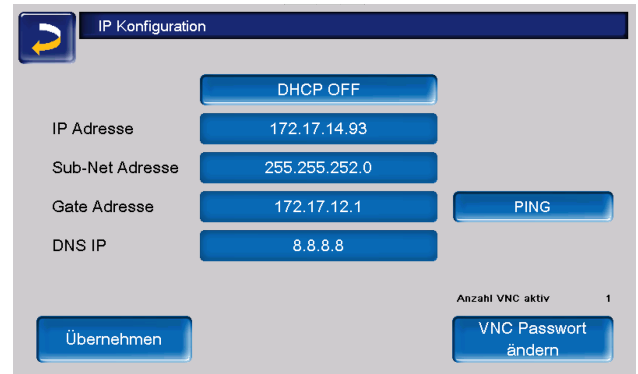 IP Konfiguration
DHCP OFF
IP Adresse 172.17.14.93
Sub-Net Adresse 255.255.252.0
Gate Adresse 172.17.12.1 PING
DNS IP 8.8.8.8
Anzahl VNC aktiv 1
Übernehmen
VNC Passwort
ändern